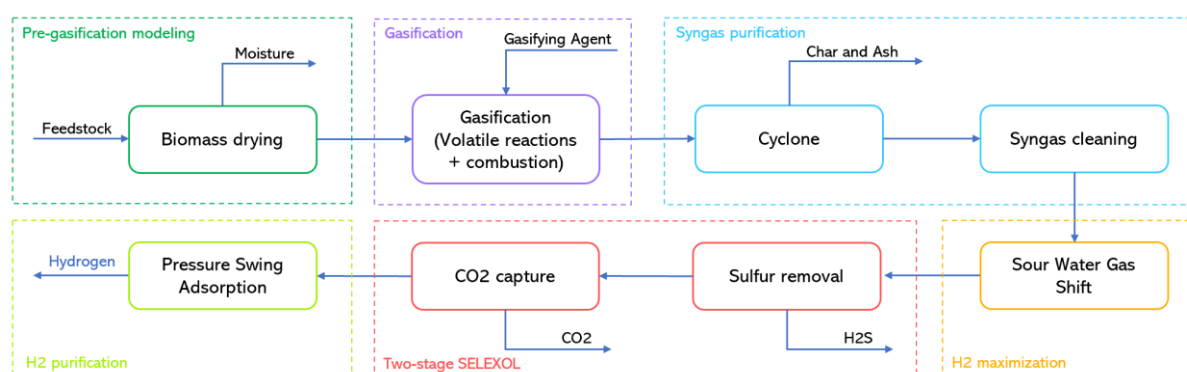 Pre-gasification modeling
Moisture
Feedstock
Biomass drying
Gasification
Gasifying Agent
Gasification
(Volatile reactions
+ combustion)
Syngas purification
Char and Ash
Cyclone
Syngas cleaning
Sour Water Gas
Shift
H2 maximization
Sulfur removal
H2S
CO2 capture
CO2
Two-stage SELEXOL
Pressure Swing
Adsorption
Hydrogen
H2 purification